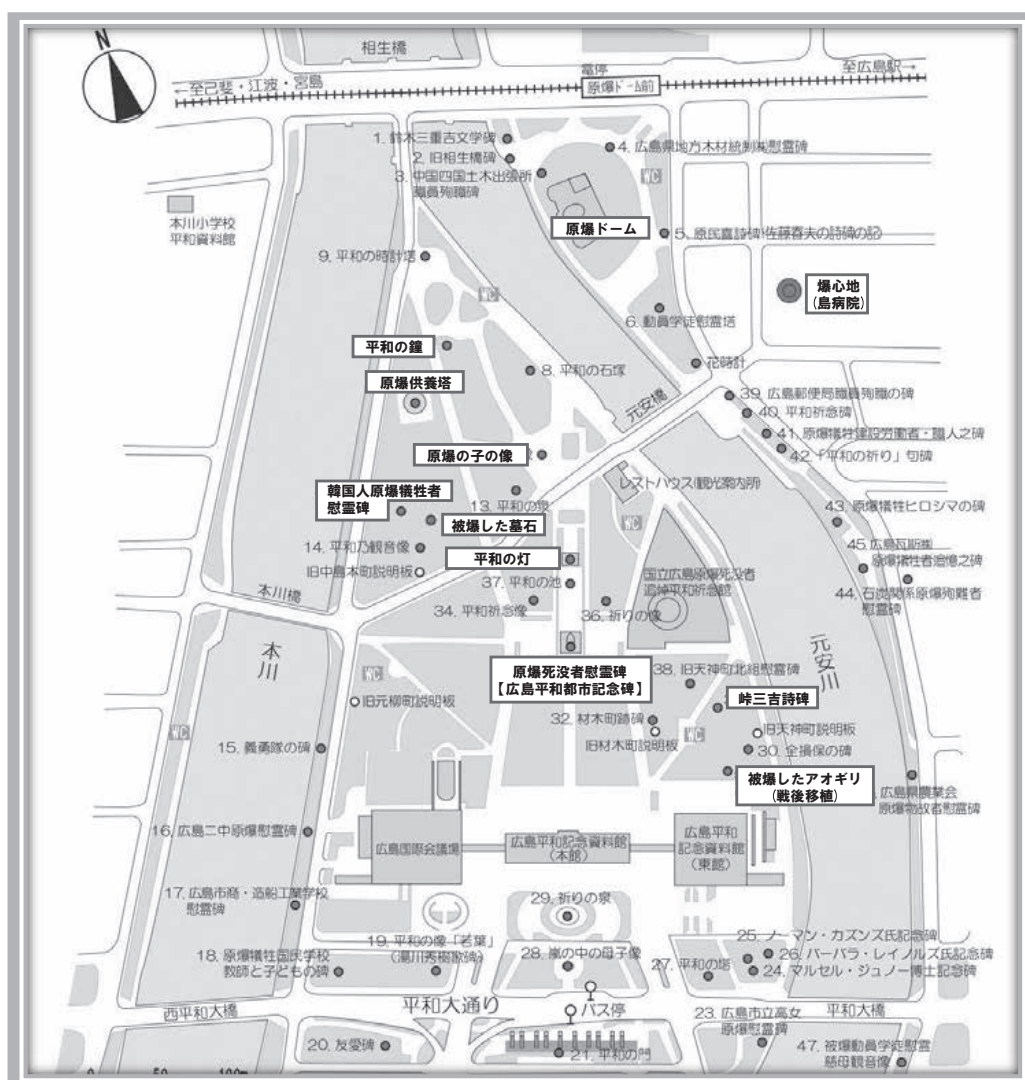 N
相生橋
電停
原爆ドーム前
至広島駅→
←至己斐・江波・宮島
1. 鈴木三重吉文学碑
2. 旧相生橋碑
3. 中国四国土木出張所
職員殉職碑
4. 広島県地方木材統制㈱慰霊碑
WC
本川小学校
平和資料館
原爆ドーム
5. 原民喜詩碑・佐藤春夫の詩碑の記
9. 平和の時計塔
WC
爆心地
(島病院)
6. 動員学徒慰霊塔
平和の鐘
花時計
8. 平和の石塚
原爆供養塔
元安橋
39. 広島郵便局職員殉職の碑
40. 平和祈念碑
41. 原爆犠牲建設労働者・職人之碑
42. 「平和の祈り」句碑
原爆の子の像
レストハウス(観光案内所)
韓国人原爆犠牲者
慰霊碑
13. 平和の泉
被爆した墓石
WC
43. 原爆犠牲ヒロシマの碑
14. 平和乃観音像
平和の灯
45. 広島瓦斯㈱
原爆犠牲者追憶之碑
旧中島本町説明板
37. 平和の池
国立広島原爆死没者
追悼平和祈念館
44. 石炭関係原爆殉難者
慰霊碑
本川橋
34. 平和祈念像
36. 祈りの像
本川
元安川
原爆死没者慰霊碑
【広島平和都市記念碑】
38. 旧天神町北組慰霊碑
WC
旧元柳町説明板
峠三吉詩碑
32. 材木町跡碑
旧材木町説明板
WC
旧天神町説明板
30. 全損保の碑
WC
15. 義勇隊の碑
被爆したアオギリ
(戦後移植)
広島県農業会
原爆物故者慰霊碑
16. 広島二中原爆慰霊碑
広島国際会議場
広島平和記念資料館
(本館)
広島平和
記念資料館
(東館)
17. 広島市商・造船工業学校
慰霊碑
29. 祈りの泉
18. 原爆犠牲国民学校
教師と子どもの碑
19. 平和の像「若葉」
(湯川秀樹歌碑)
28. 嵐の中の母子像
25. ノーマン・カズンズ氏記念碑
26. バーバラ・レイノルズ氏記念碑
27. 平和の塔
24. マルセル・ジュノー博士記念碑
西平和大橋
平和大通り
バス停
23. 広島市立高女
原爆慰霊碑
平和大橋
20. 友愛碑
21. 平和の門
47. 被爆動員学徒慰霊
慈母観音像
0 50 100m